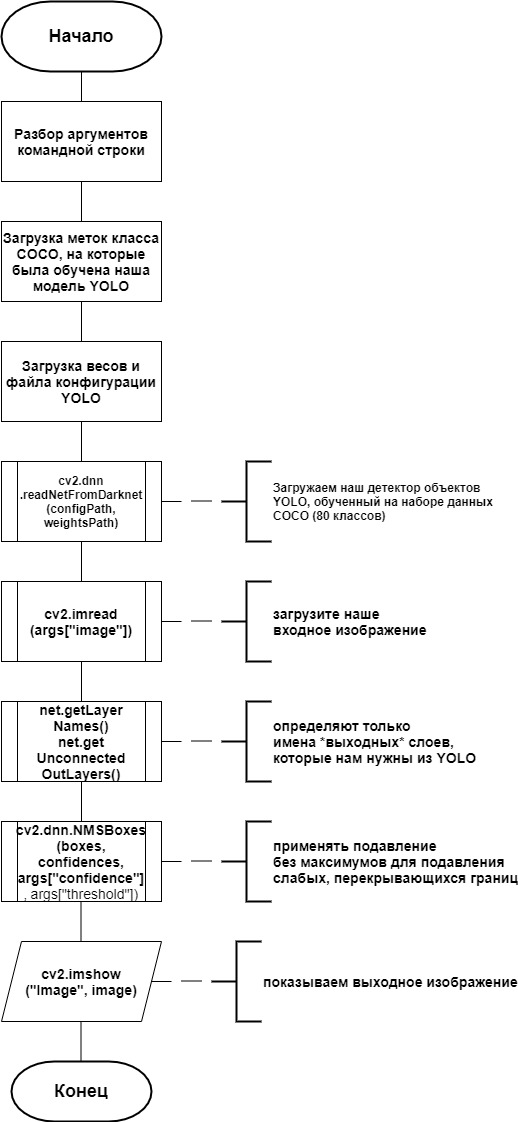 Начало
Разбор аргументов
командной строки
Загрузка меток класса
COCO, на которые
была обучена наша
модель YOLO
Загрузка весов и
файла конфигурации
YOLO
cv2.dnn
.readNetFromDarknet
(configPath,
weightsPath)
Загружаем наш детектор объектов
YOLO, обученный на наборе данных
COCO (80 классов)
cv2.imread
(args["image"])
загрузите наше
входное изображение
net.getLayer
Names()
net.get
Unconnected
OutLayers()
определяют только
имена *выходных* слоев,
которые нам нужны из YOLO
cv2.dnn.NMSBoxes
(boxes,
confidences,
args["confidence"]
, args["threshold"])
применять подавление
без максимумов для подавления
слабых, перекрывающихся границ
cv2.imshow
("Image", image)
показываем выходное изображение
Конец